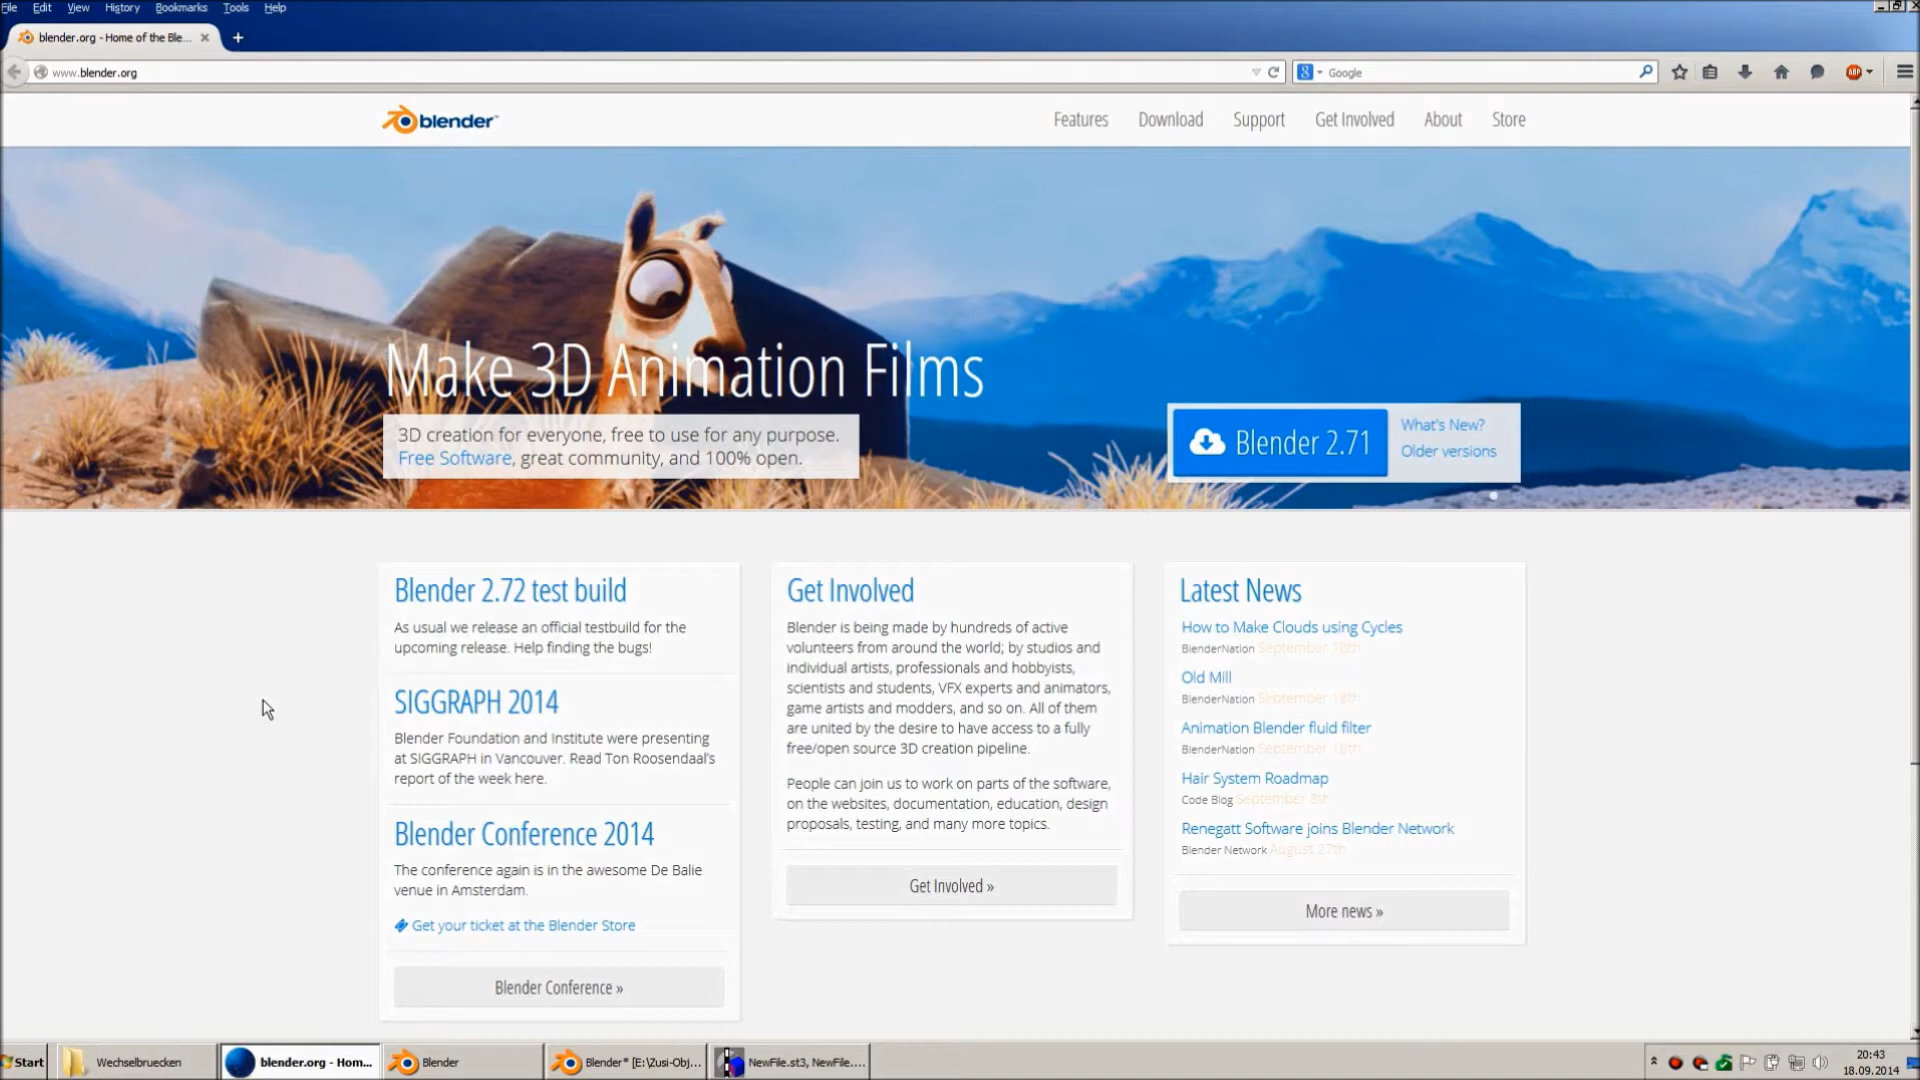 File Edit View History Bookmarks Tools Help
blender.org - Home of the Ble...
www.blender.org
Google
ABP
blender
Features Download Support Get Involved About Store
Make 3D Animation Films
3D creation for everyone, free to use for any purpose.
Free Software, great community, and 100% open.
Blender 2.71
What's New?
Older versions
Blender 2.72 test build
As usual we release an official testbuild for the
upcoming release. Help finding the bugs!
SIGGRAPH 2014
Blender Foundation and Institute were presenting
at SIGGRAPH in Vancouver. Read Ton Roosendaal's
report of the week here.
Blender Conference 2014
The conference again is in the awesome De Balie
venue in Amsterdam.
Get your ticket at the Blender Store
Blender Conference »
Get Involved
Blender is being made by hundreds of active
volunteers from around the world; by studios and
individual artists, professionals and hobbyists,
scientists and students, VFX experts and animators,
game artists and modders, and so on. All of them
are united by the desire to have access to a fully
free/open source 3D creation pipeline.
People can join us to work on parts of the software,
on the websites, documentation, education, design
proposals, testing, and many more topics.
Get Involved »
Latest News
How to Make Clouds using Cycles
BlenderNation September 18th
Old Mill
BlenderNation September 18th
Animation Blender fluid filter
BlenderNation September 18th
Hair System Roadmap
Code Blog September 8th
Renegatt Software joins Blender Network
Blender Network August 27th
More news »
Start
Wechselbruecken
blender.org - Hom...
Blender
Blender* [E:\Zusi-Obj...
NewFile.st3, NewFile....
20:43
18.09.2014